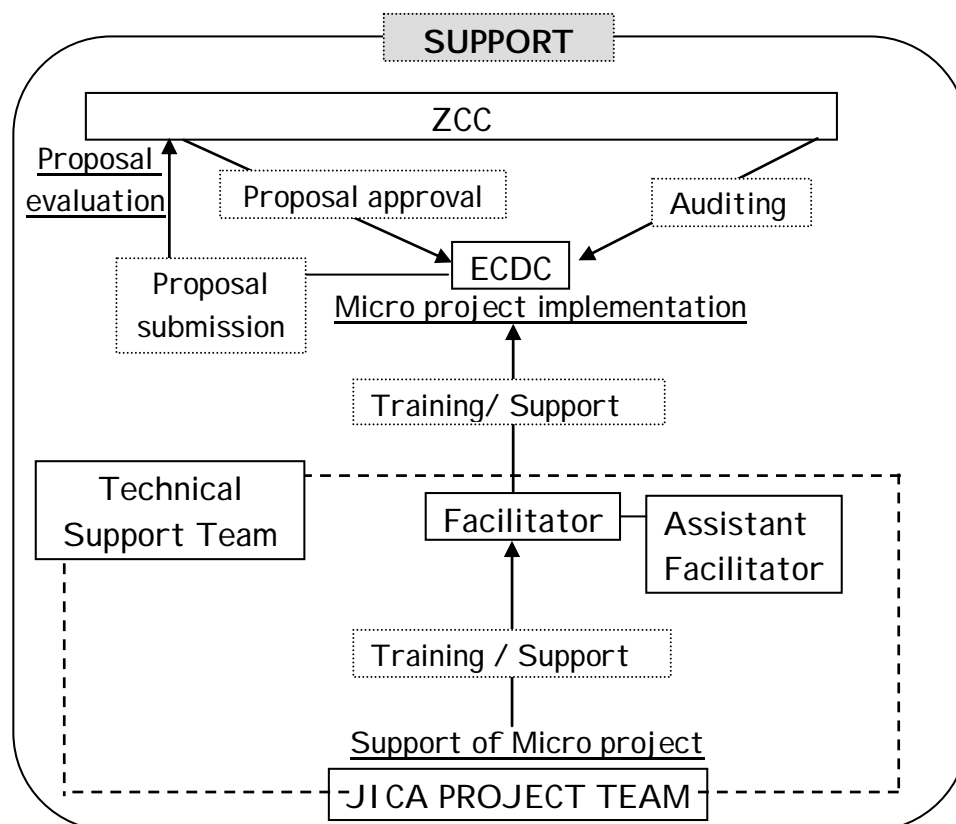 SUPPORT
ZCC
Proposal
evaluation
Proposal approval
Auditing
ECDC
Proposal
submission
Micro project implementation
Training/ Support
Technical
Support Team
Facilitator
Assistant
Facilitator
Training / Support
Support of Micro project
JICA PROJECT TEAM